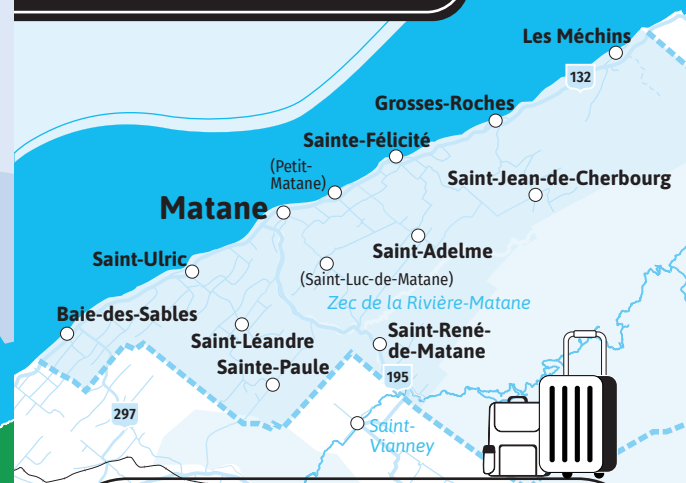 Les Méchins
132
Grosses-Roches
Sainte-Félicité
(Petit-
Matane)
Saint-Jean-de-Cherbourg
Matane
Saint-Adelme
Saint-Ulric
(Saint-Luc-de-Matane)
Zec de la Rivière-Matane
Baie-des-Sables
Saint-Léandre
Saint-René-
de-Matane
Sainte-Paule
195
297
Saint-
Vianney